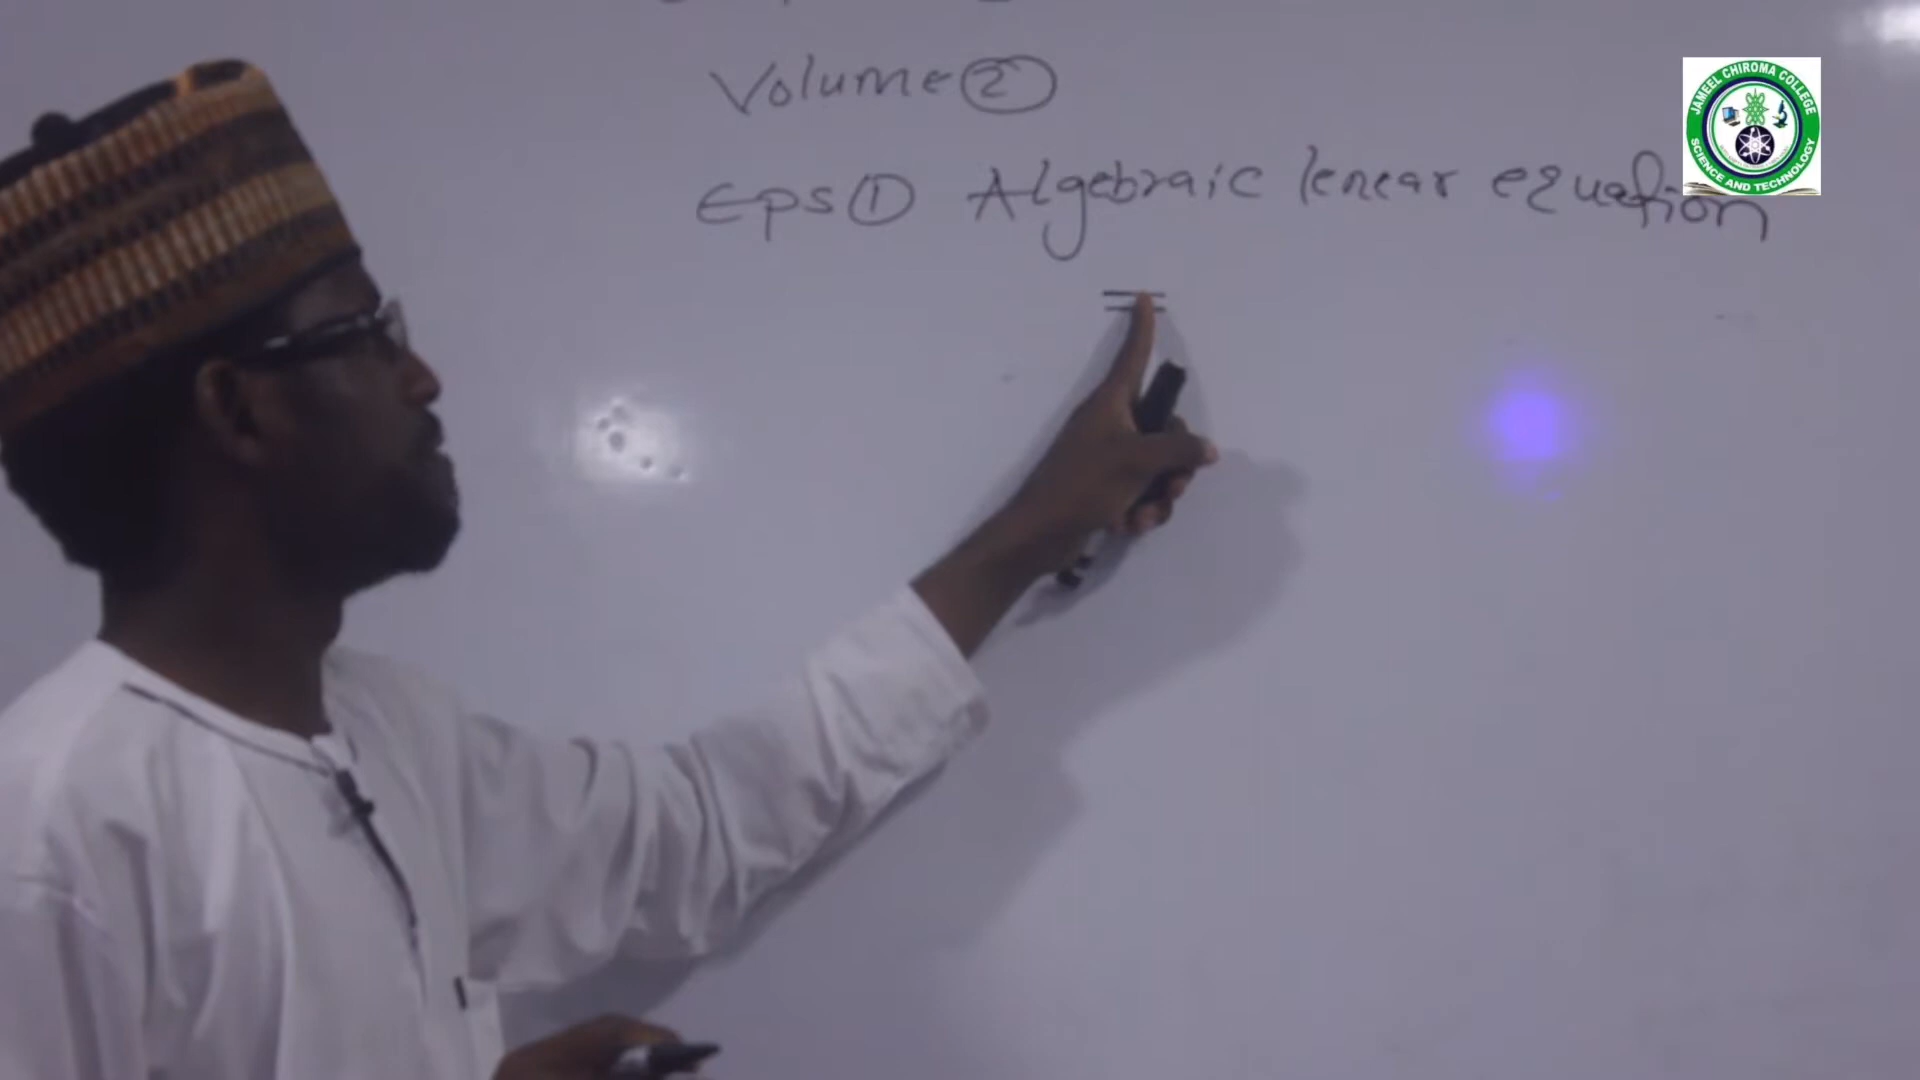 Volume ②
Eps ① Algebraic lenear equation
=
JAMEEL CHIROMA COLLEGE
SCIENCE AND TECHNOLOGY